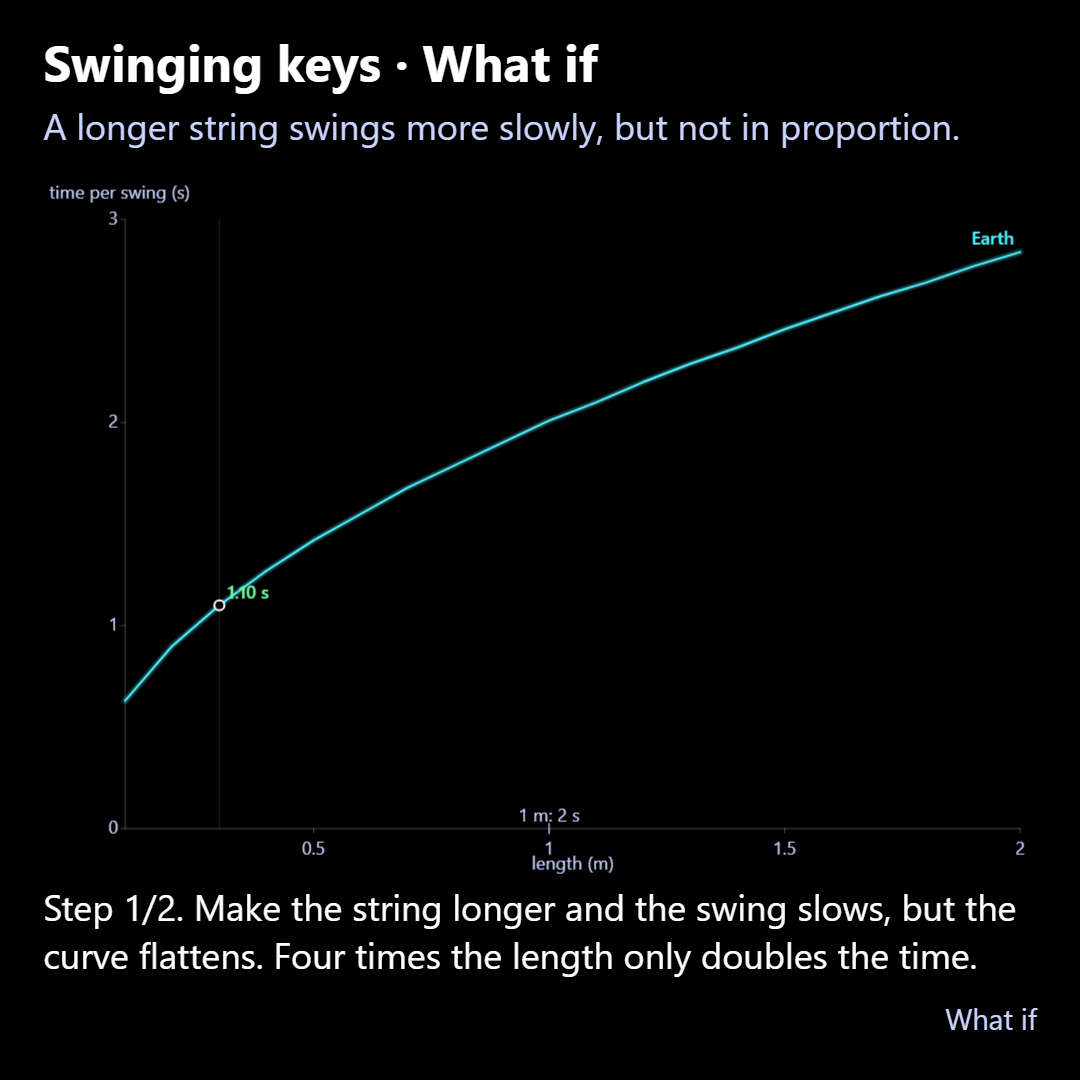 Swinging keys · What if
A longer string swings more slowly, but not in proportion.
time per swing (s)
3
Earth
2
1.10 s
1
1 m: 2 s
0
0.5
1
1.5
2
length (m)
Step 1/2. Make the string longer and the swing slows, but the
curve flattens. Four times the length only doubles the time.
What if